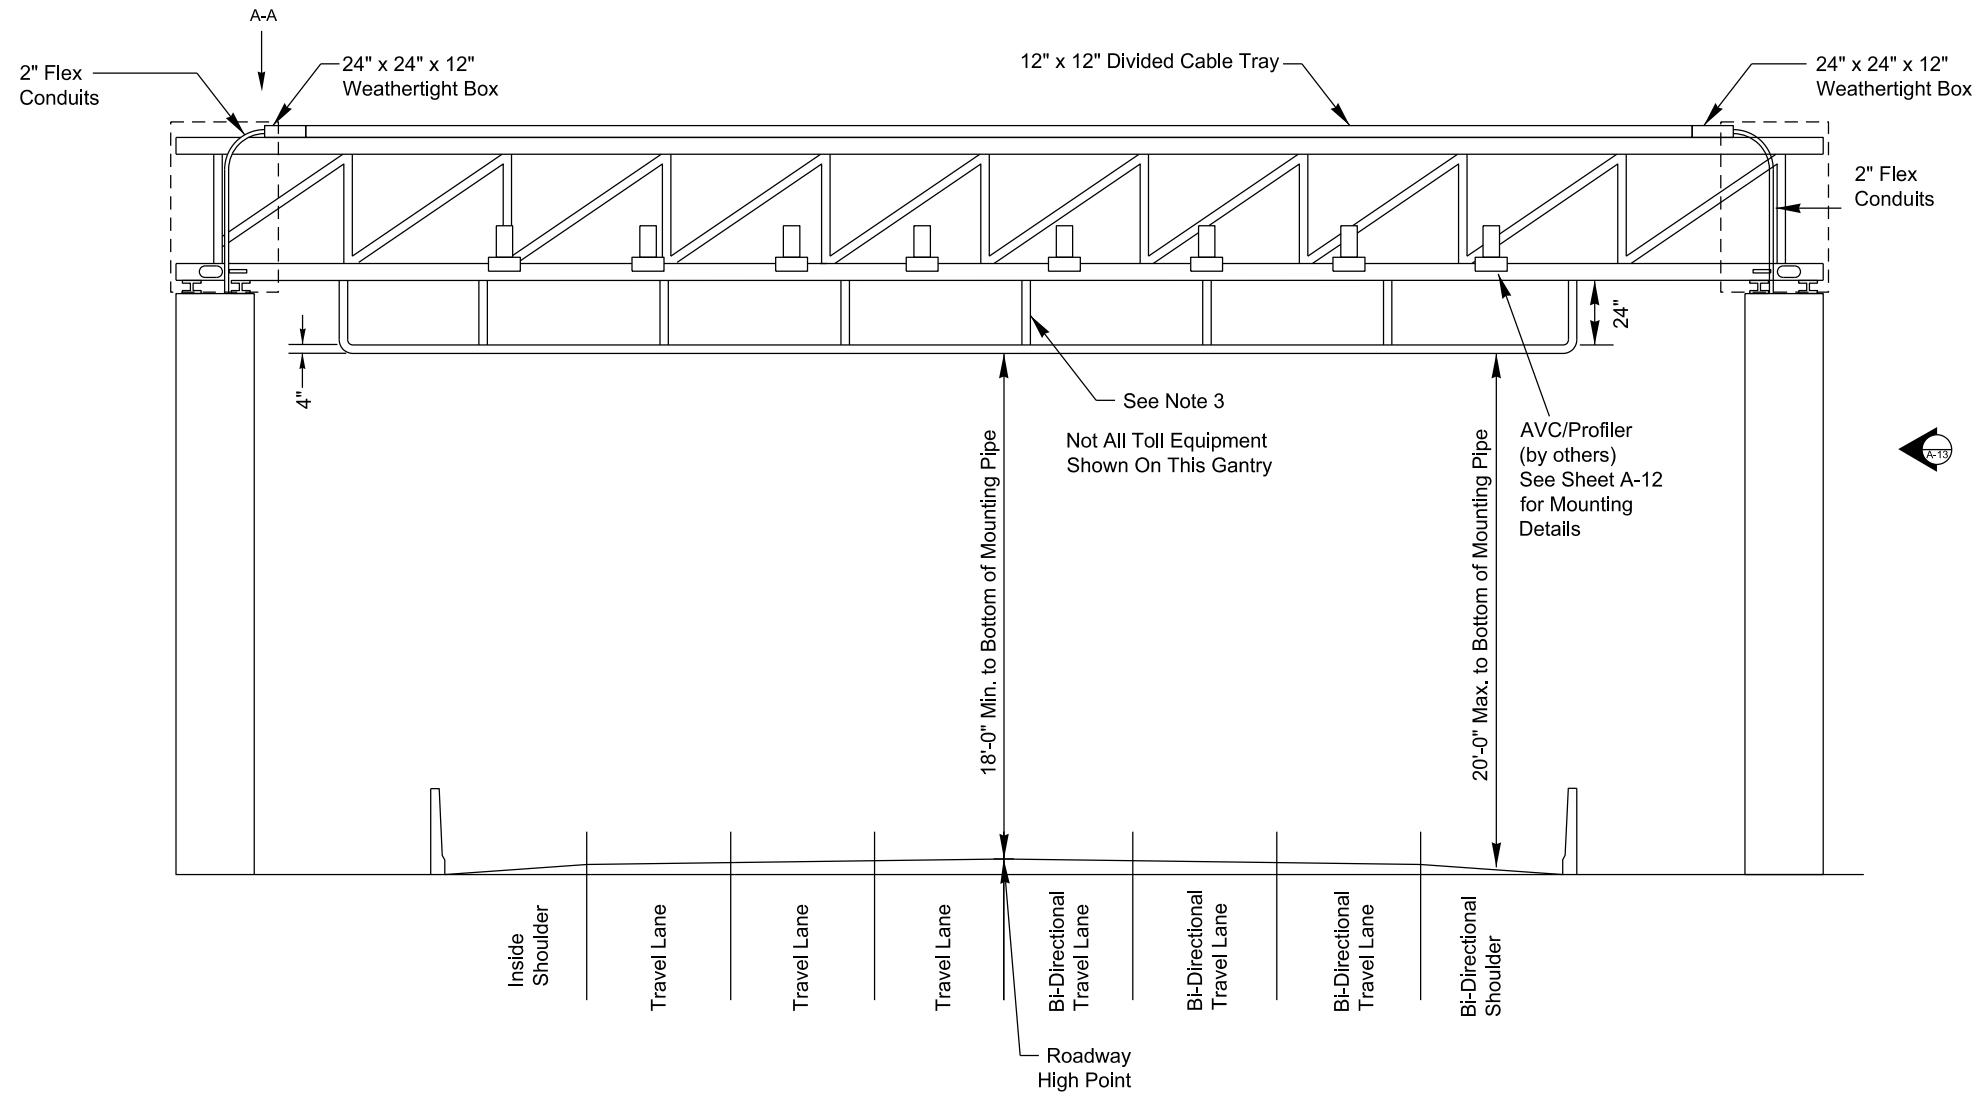 A-A
2" Flex
Conduits
24" x 24" x 12"
Weathertight Box
12" x 12" Divided Cable Tray
24" x 24" x 12"
Weathertight Box
2" Flex
Conduits
24"
4"
See Note 3
Not All Toll Equipment
Shown On This Gantry
AVC/Profiler
(by others)
See Sheet A-12
for Mounting
Details
A-13
18'-0" Min. to Bottom of Mounting Pipe
20'-0" Max. to Bottom of Mounting Pipe
Inside
Shoulder
Travel Lane
Travel Lane
Travel Lane
Bi-Directional
Travel Lane
Bi-Directional
Travel Lane
Bi-Directional
Travel Lane
Bi-Directional
Shoulder
Roadway
High Point